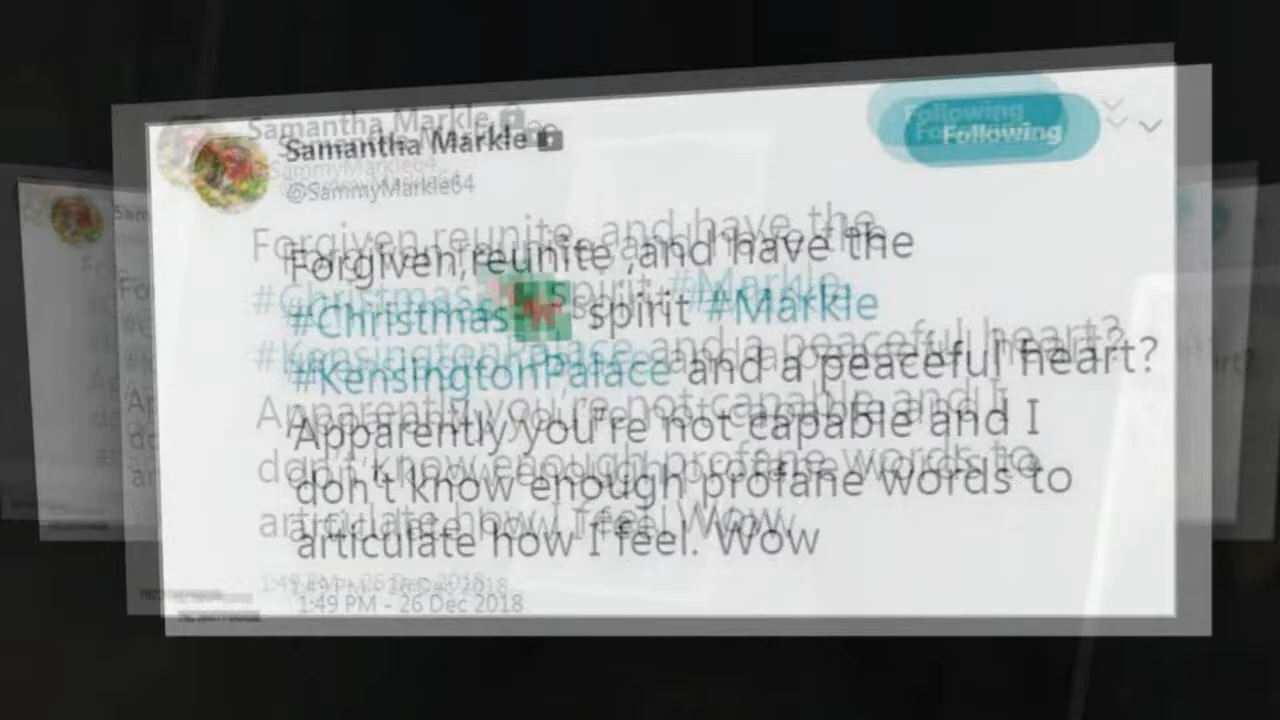 Samantha Markle
@SammyMarkle64
Following
Forgiven,reunite ,and have the
#Christmas spirit #Markle
#KensingtonPalace and a peaceful heart?
Apparently you're not capable and I
don't know enough profane words to
articulate how I feel. Wow
1:49 PM - 26 Dec 2018